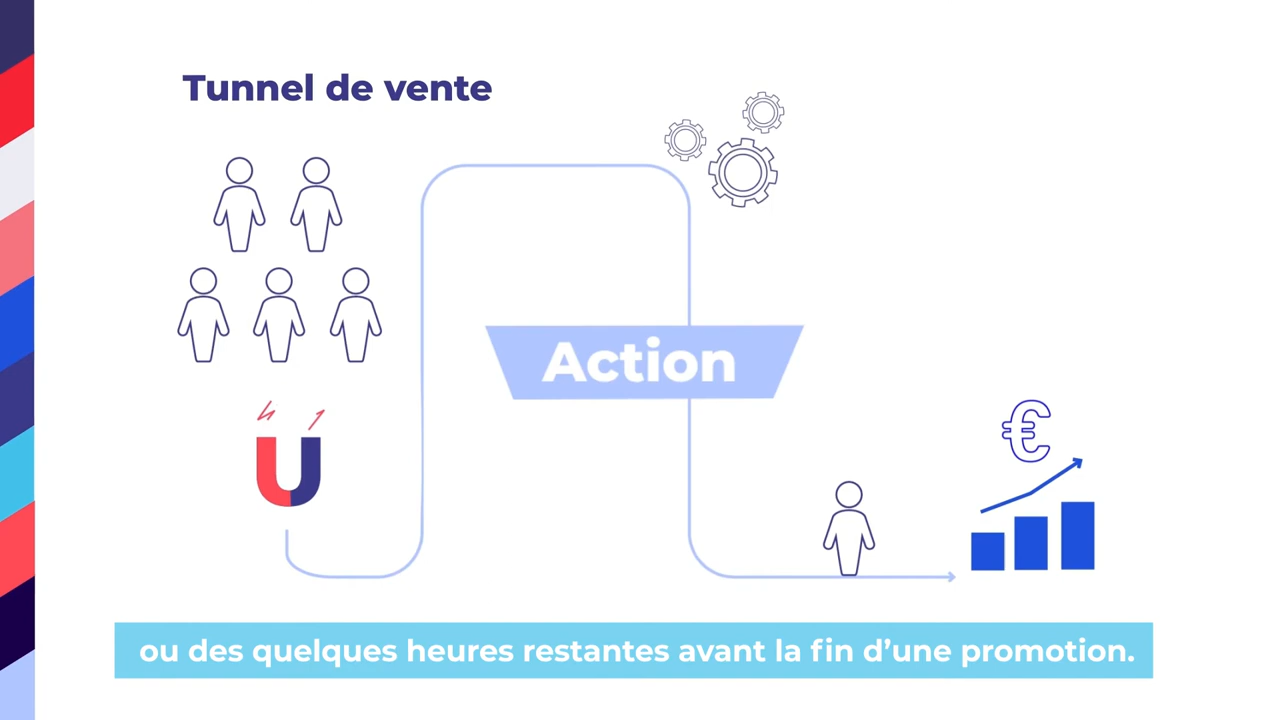 Tunnel de vente
Action
€
ou des quelques heures restantes avant la fin d’une promotion.